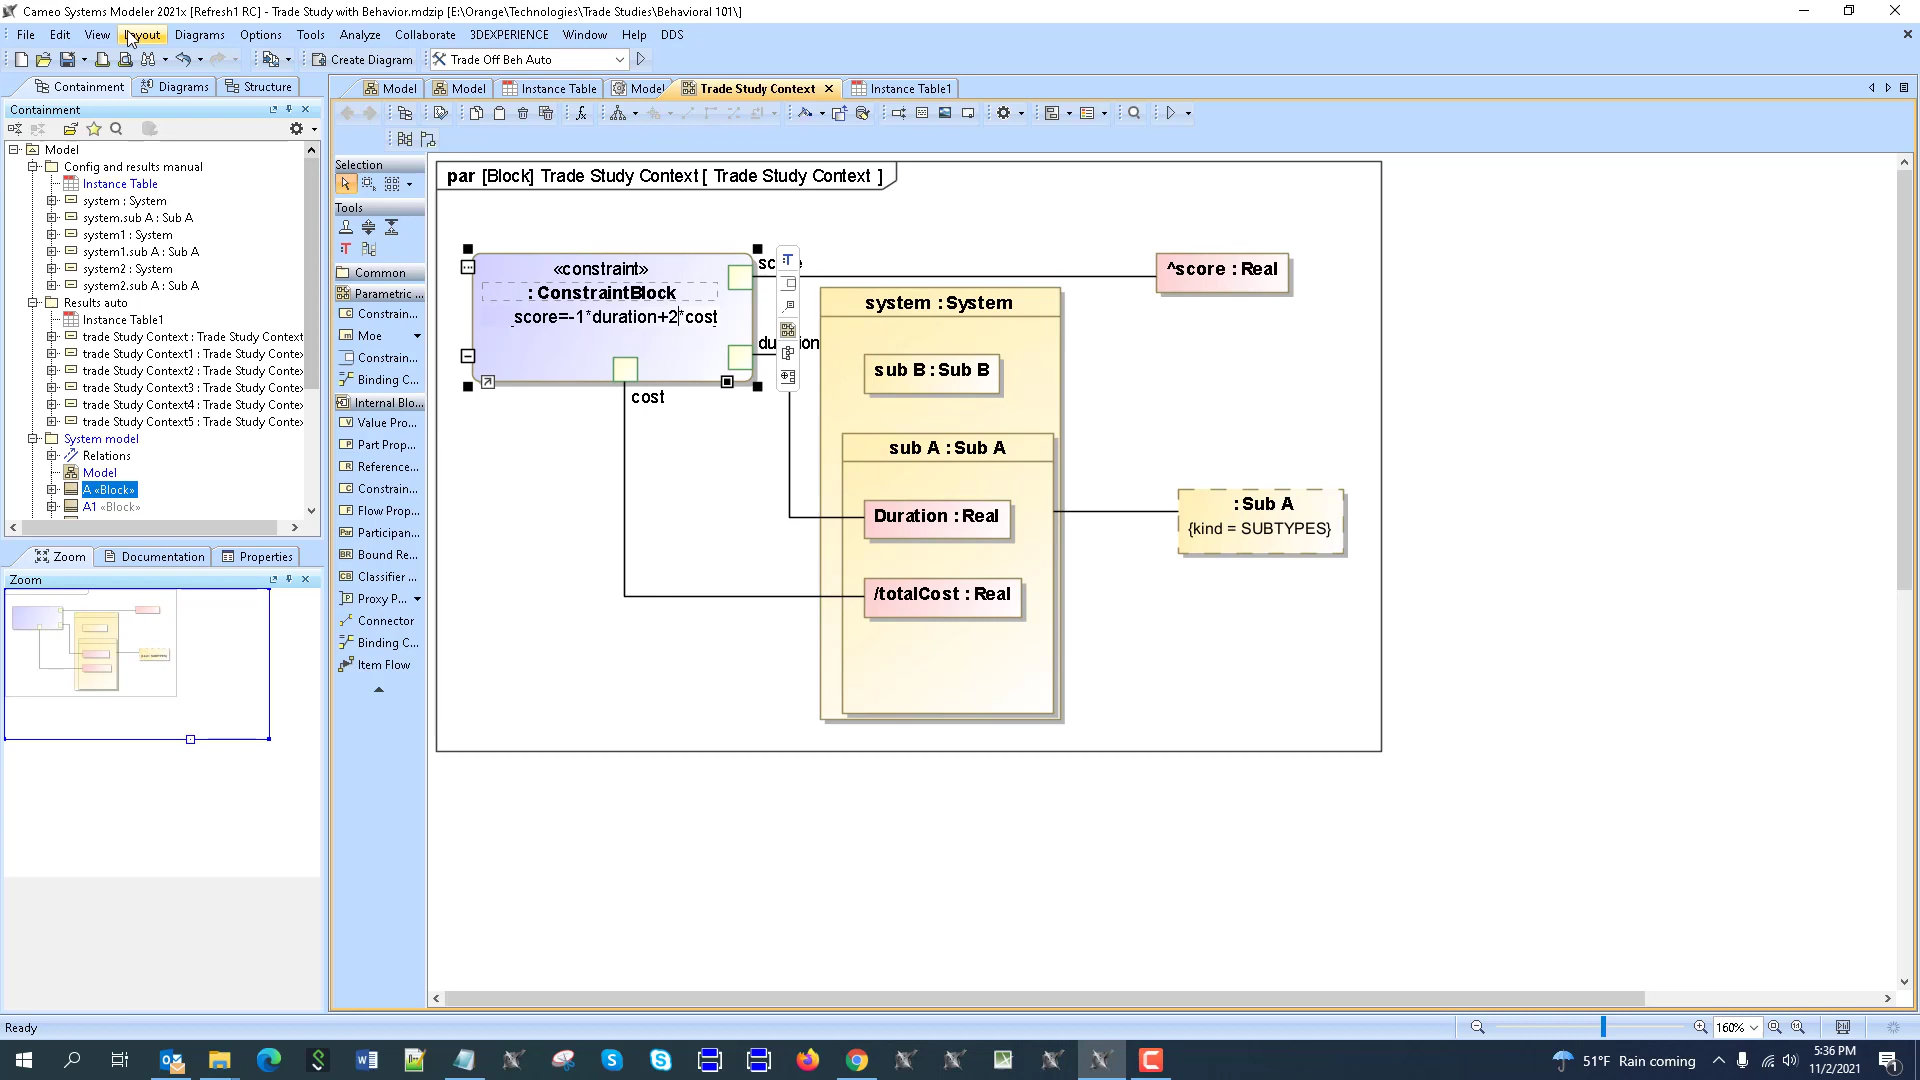 Cameo Systems Modeler 2021x [Refresh1 RC] - Trade Study with Behavior.mdzip [E:\Orange\Technologies\Trade Studies\Behavioral 101\]
File Edit View Layout Diagrams Options Tools Analyze Collaborate 3DEXPERIENCE Window Help DDS
Create Diagram Trade Off Beh Auto
Containment Diagrams Structure
Model Model Instance Table Model Trade Study Context Instance Table1
Containment
Model
Config and results manual
Instance Table
system : System
system.sub A : Sub A
system1 : System
system1.sub A : Sub A
system2 : System
system2.sub A : Sub A
Results auto
Instance Table1
trade Study Context : Trade Study Context
trade Study Context1 : Trade Study Conte
trade Study Context2 : Trade Study Conte
trade Study Context3 : Trade Study Conte
trade Study Context4 : Trade Study Conte
trade Study Context5 : Trade Study Conte
System model
Relations
Model
A «Block»
A1 «Block»
Zoom Documentation Properties
Zoom
Selection
Tools
Common
Parametric ...
Constrain...
Moe
Constrain...
Binding C...
Internal Blo...
Value Pro...
Part Prop...
Reference...
Constrain...
Flow Prop...
Participan...
Bound Re...
Classifier ...
Proxy P...
Connector
Binding C...
Item Flow
par [Block] Trade Study Context [ Trade Study Context ]
«constraint»
: ConstraintBlock
score=-1*duration+2*cost
cost
system : System
sub B : Sub B
sub A : Sub A
Duration : Real
/totalCost : Real
^score : Real
: Sub A
{kind = SUBTYPES}
Ready
160%
51°F Rain coming
5:36 PM
11/2/2021
1